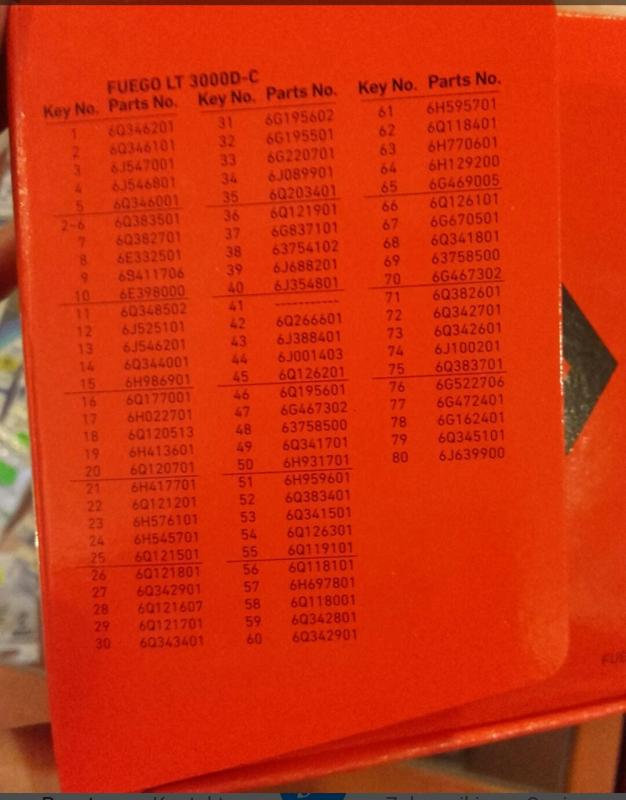 FUEGO LT 3000D-C
Key No. Parts No.
1 6Q346201
2 6Q346101
3 6J547001
4 6J546801
5 6Q346001
2-6 6Q383501
7 6Q382701
8 6E332501
9 6S411706
10 6E398000
11 6Q348502
12 6J525101
13 6J546201
14 6Q344001
15 6H986901
16 6Q177001
17 6H022701
18 6Q120513
19 6H413601
20 6Q120701
21 6H417701
22 6Q121201
23 6H576101
24 6H545701
25 6Q121501
26 6Q121801
27 6Q342901
28 6Q121607
29 6Q121701
30 6Q343401
Key No. Parts No.
31 6G195602
32 6G195501
33 6G220701
34 6J089901
35 6Q203401
36 6Q121901
37 6G837101
38 63754102
39 6J688201
40 6J354801
41 -----------
42 6Q266601
43 6J388401
44 6J001403
45 6Q126201
46 6Q195601
47 6G467302
48 63758500
49 6Q341701
50 6H931701
51 6H959601
52 6Q383401
53 6Q341501
54 6Q126301
55 6Q119101
56 6Q118101
57 6H697801
58 6Q118001
59 6Q342801
60 6Q342901
Key No. Parts No.
61 6H595701
62 6Q118401
63 6H770601
64 6H129200
65 6G469005
66 6Q126101
67 6G670501
68 6Q341801
69 63758500
70 6G467302
71 6Q382601
72 6Q342701
73 6Q342601
74 6J100201
75 6Q383701
76 6G522706
77 6G472401
78 6G162401
79 6Q345101
80 6J639900